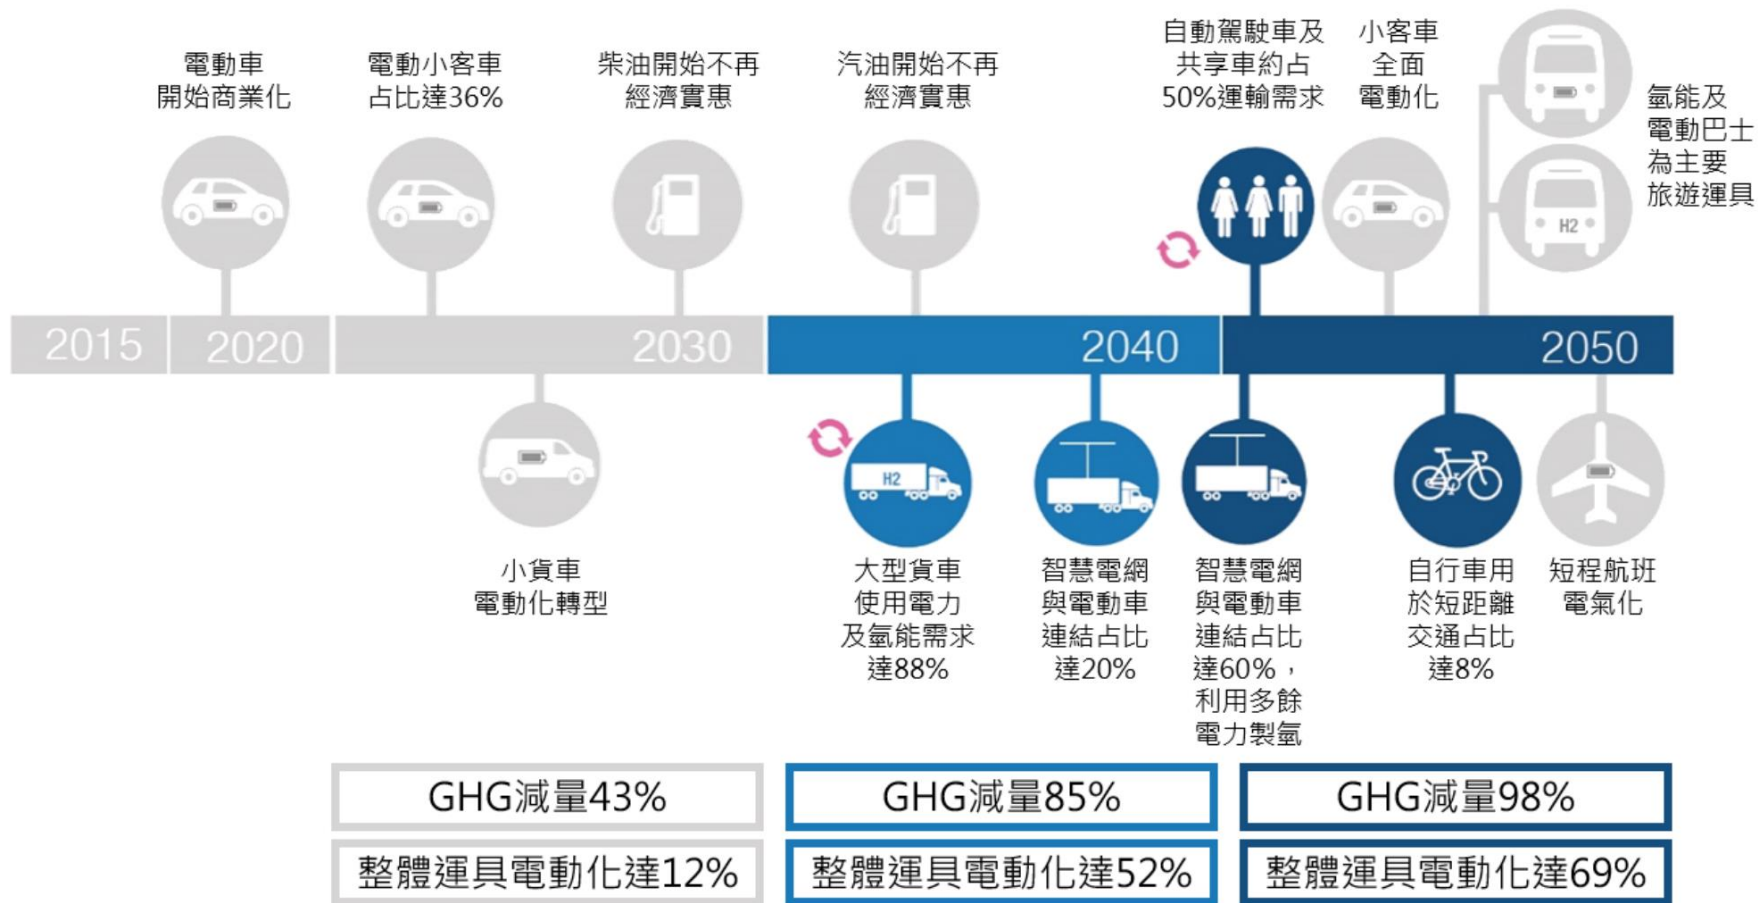 電動車
開始商業化
電動小客車
占比達36%
柴油開始不再
經濟實惠
汽油開始不再
經濟實惠
自動駕駛車及
共享車約占
50%運輸需求
小客車
全面
電動化
氫能及
電動巴士
為主要
旅遊運具
H2
2015
2020
2030
2040
2050
小貨車
電動化轉型
H2
大型貨車
使用電力
及氫能需求
達88%
智慧電網
與電動車
連結占比
達20%
智慧電網
與電動車
連結占比
達60%，
利用多餘
電力製氫
自行車用
於短距離
交通占比
達8%
短程航班
電氣化
GHG減量43%
GHG減量85%
GHG減量98%
整體運具電動化達12%
整體運具電動化達52%
整體運具電動化達69%